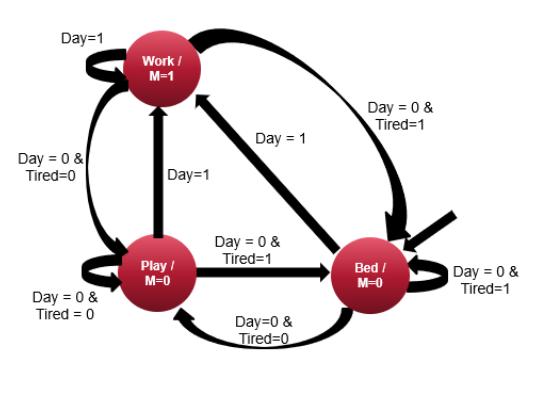 Day=1
Work /
M=1
Day = 0 &
Tired=1
Day = 1
Day = 0 &
Tired=0
Day=1
Day = 0 &
Tired=1
Play /
M=0
Bed /
M=0
Day = 0 &
Tired=1
Day = 0 &
Tired = 0
Day=0 &
Tired=0